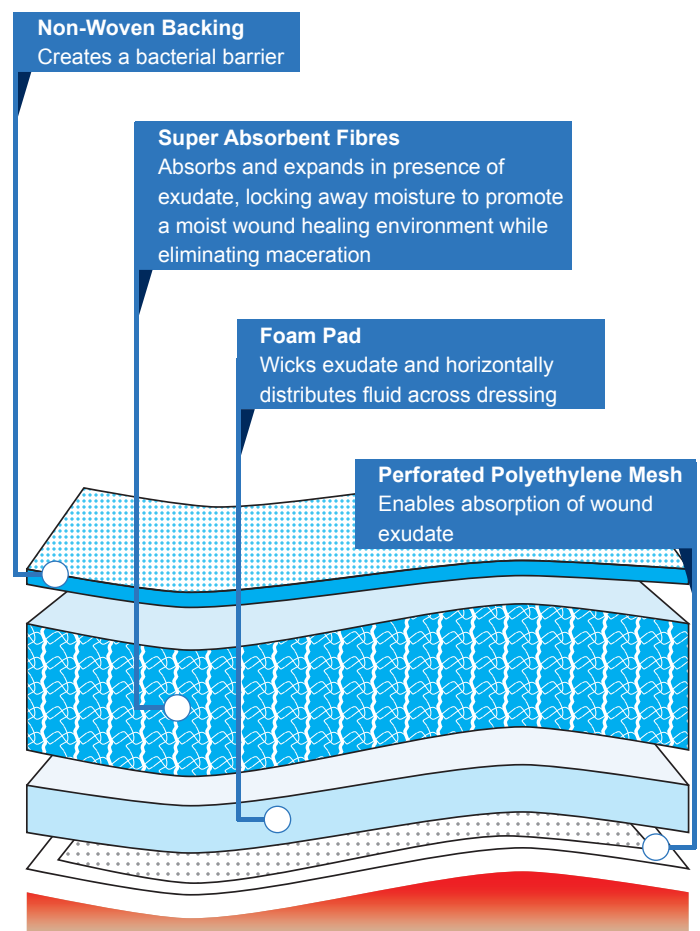 Non-Woven Backing
Creates a bacterial barrier
Super Absorbent Fibres
Absorbs and expands in presence of
exudate, locking away moisture to promote
a moist wound healing environment while
eliminating maceration
Foam Pad
Wicks exudate and horizontally
distributes fluid across dressing
Perforated Polyethylene Mesh
Enables absorption of wound
exudate